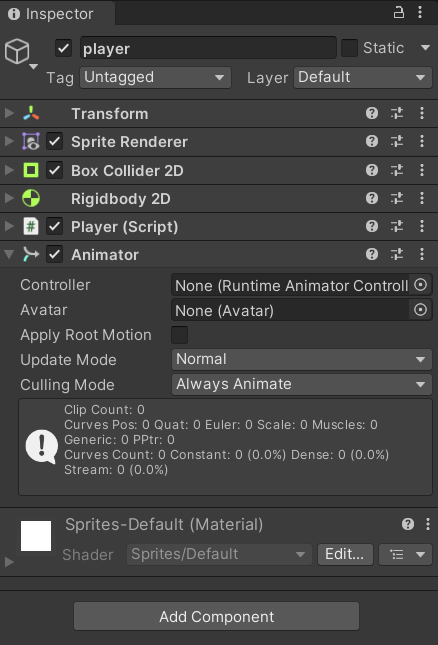 Inspector
player
Static
Tag Untagged Layer Default
Transform
Sprite Renderer
Box Collider 2D
Rigidbody 2D
# Player (Script)
Animator
Controller None (Runtime Animator Controll
Avatar None (Avatar)
Apply Root Motion
Update Mode Normal
Culling Mode Always Animate
Clip Count: 0
Curves Pos: 0 Quat: 0 Euler: 0 Scale: 0 Muscles: 0
Generic: 0 PPtr: 0
Curves Count: 0 Constant: 0 (0.0%) Dense: 0 (0.0%)
Stream: 0 (0.0%)
Sprites-Default (Material)
Shader Sprites/Default Edit...
Add Component